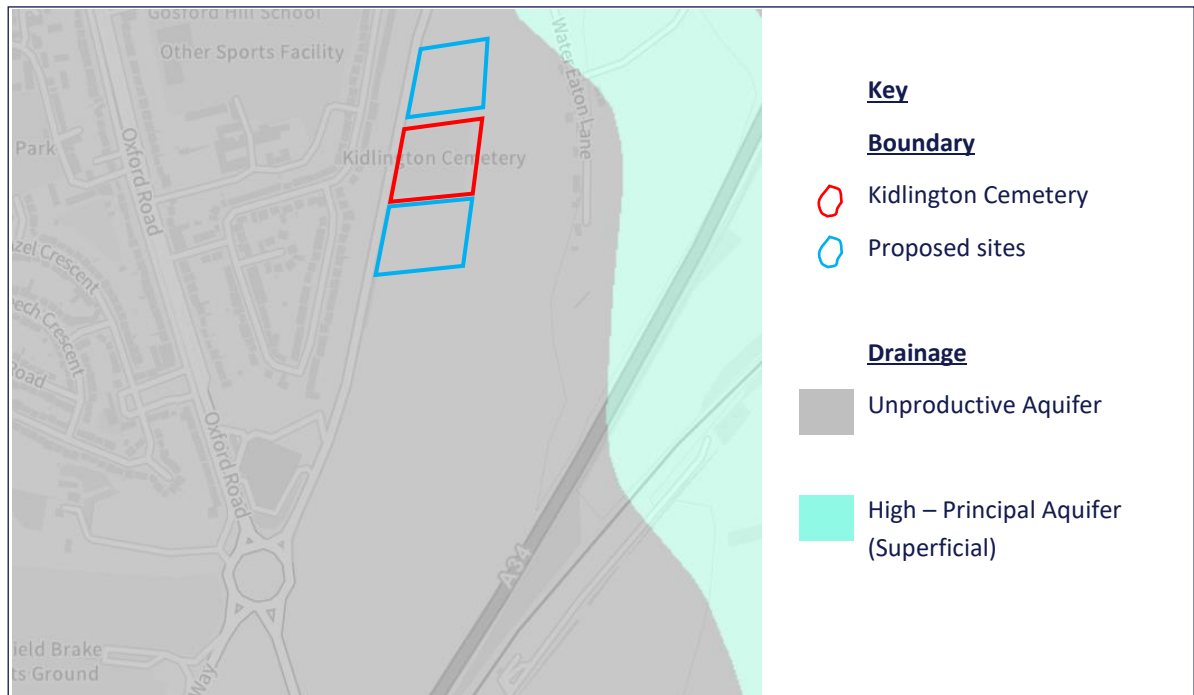 Gosford Hill School
Other Sports Facility
Water Eaton Lane
Park
Oxford Road
Kidlington Cemetery
zel Crescent
eech Crescent
Road
Oxford Road
A34
ield Brake
ts Ground
Way
Key
Boundary
Kidlington Cemetery
Proposed sites
Drainage
Unproductive Aquifer
High – Principal Aquifer
(Superficial)